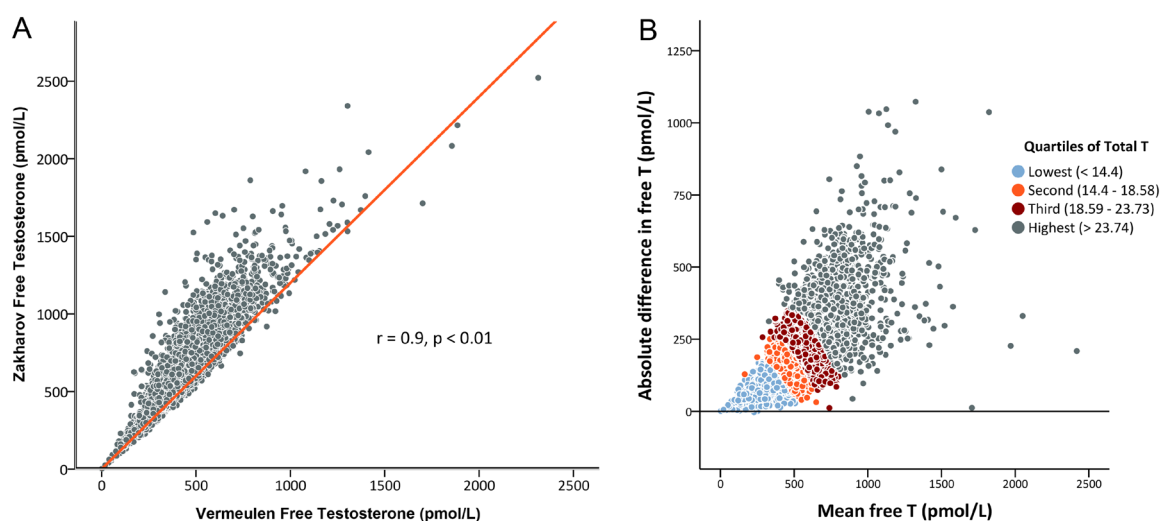 A
Zakharov Free Testosterone (pmol/L)
2500
2000
1500
1000
500
0
r = 0.9, p < 0.01
0 500 1000 1500 2000 2500
Vermeulen Free Testosterone (pmol/L)
B
Absolute difference in free T (pmol/L)
1250
1000
750
500
250
0
Quartiles of Total T
Lowest (< 14.4)
Second (14.4 - 18.58)
Third (18.59 - 23.73)
Highest (> 23.74)
0 500 1000 1500 2000 2500
Mean free T (pmol/L)